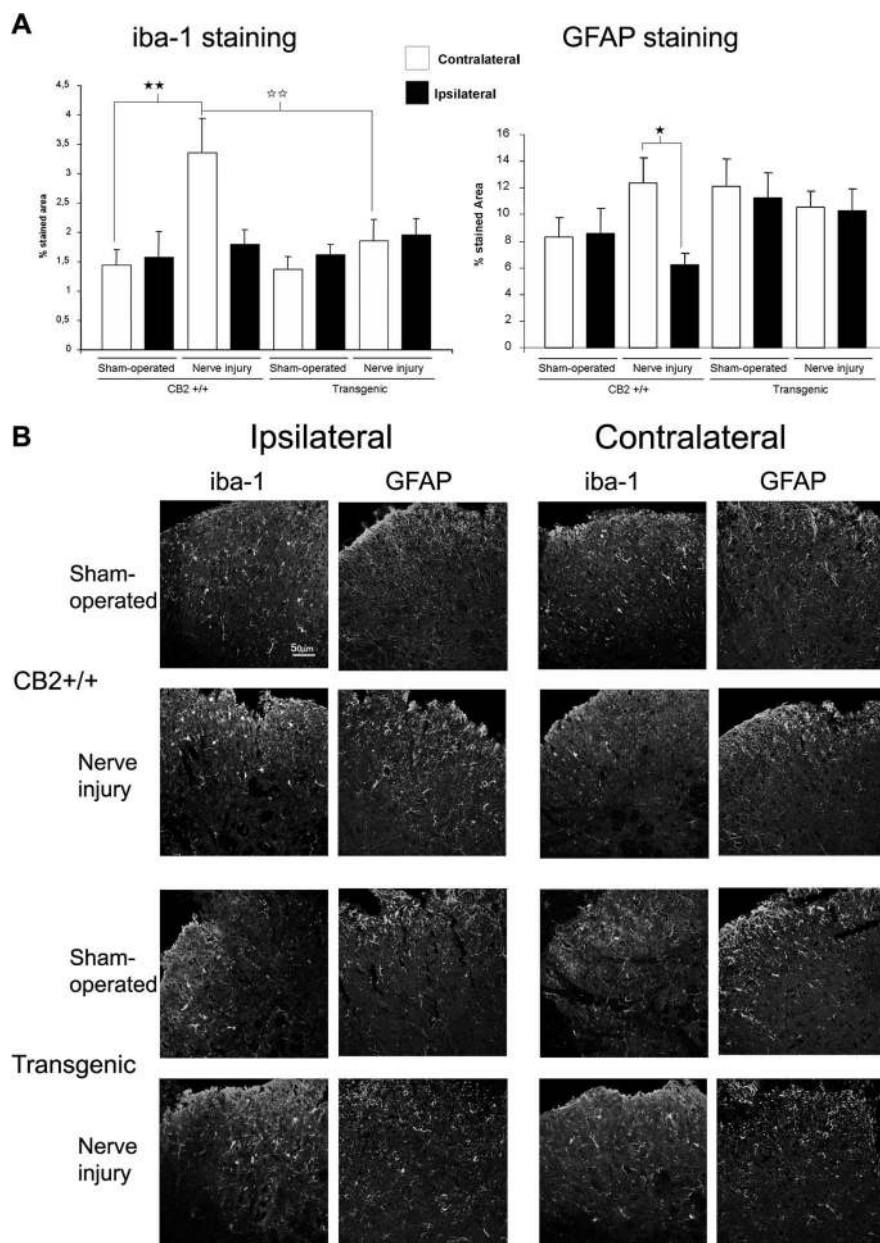 A
iba-1 staining
GFAP staining
Contralateral
Ipsilateral
% stained area
4,5
4
3,5
3
2,5
2
1,5
1
0,5
0
★★
☆☆
Sham-operated Nerve injury Sham-operated Nerve injury
CB2 +/+ Transgenic
% stained Area
16
14
12
10
8
6
4
2
0
★
Sham-operated Nerve injury Sham-operated Nerve injury
CB2 +/+ Transgenic
B
Ipsilateral Contralateral
iba-1 GFAP iba-1 GFAP
Sham-
operated
50µm
CB2+/+
Nerve
injury
Sham-
operated
Transgenic
Nerve
injury